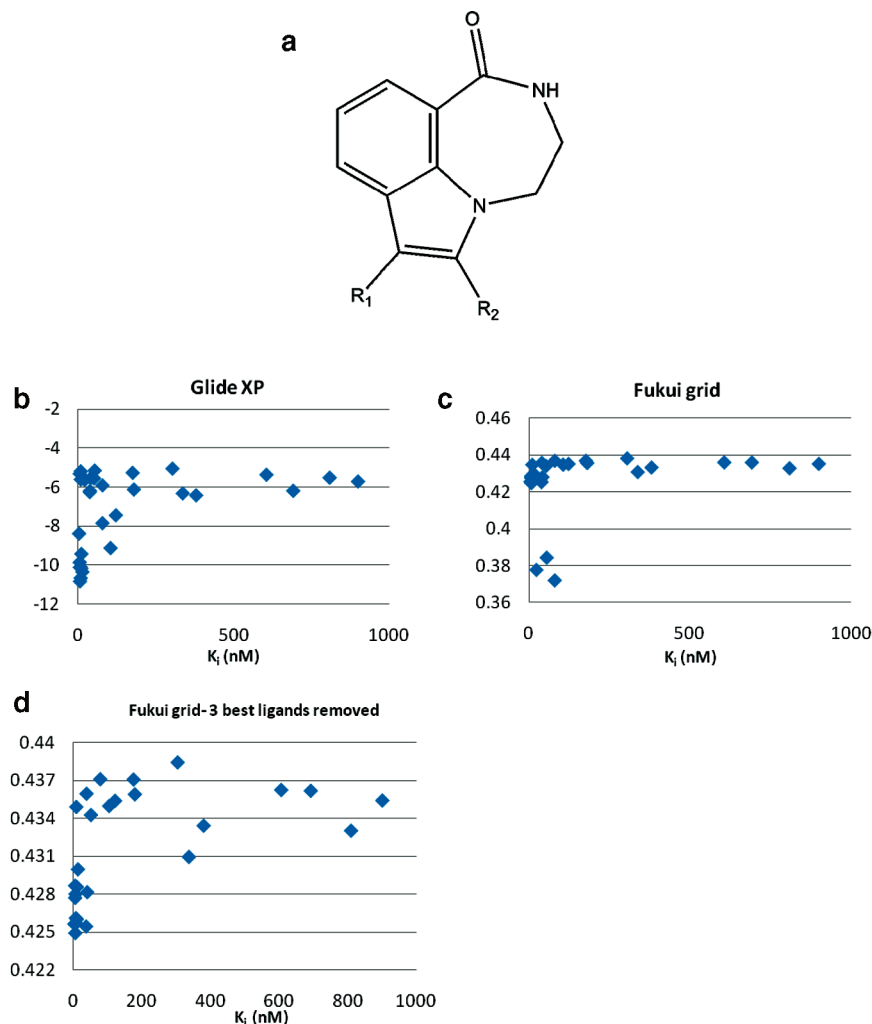 a
O
NH
N
R1
R2
b
Glide XP
-2
-4
-6
-8
-10
-12
0
500
1000
Ki (nM)
c
Fukui grid
0.46
0.44
0.42
0.4
0.38
0.36
0
500
1000
Ki (nM)
d
Fukui grid- 3 best ligands removed
0.44
0.437
0.434
0.431
0.428
0.425
0.422
0
200
400
600
800
1000
Ki (nM)